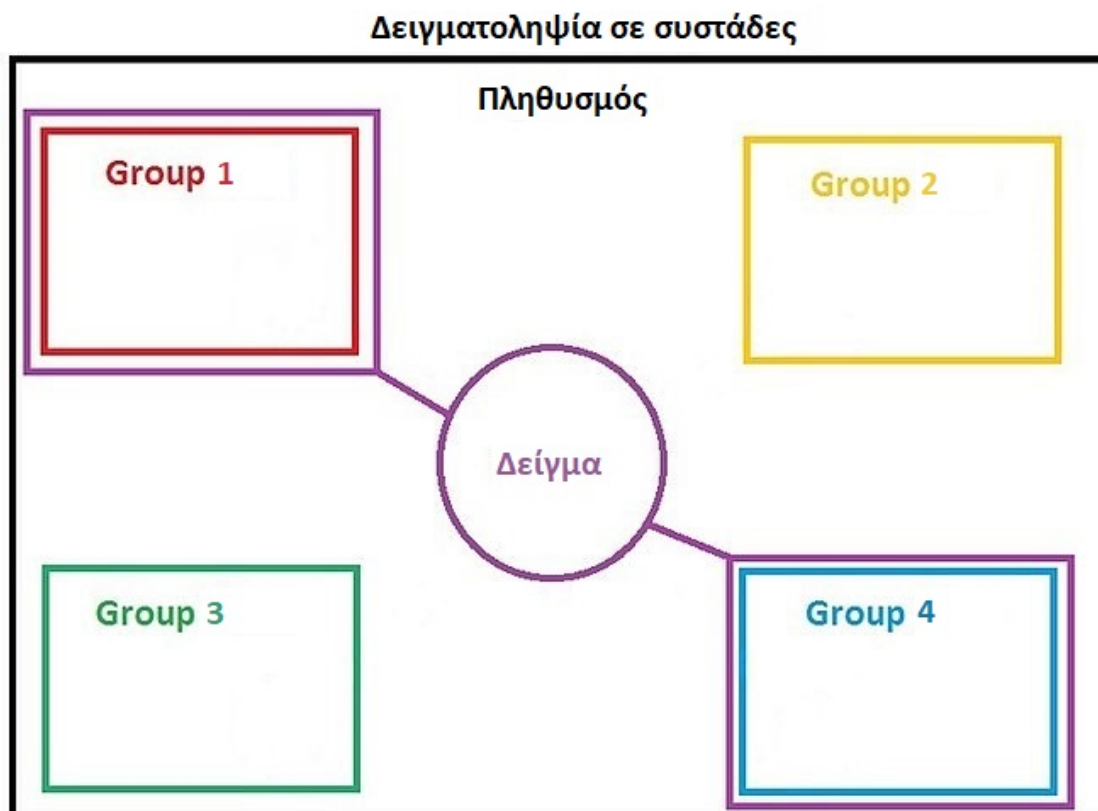 Δειγματοληψία σε συστάδες
Πληθυσμός
Group 1
Group 2
Δείγμα
Group 3
Group 4